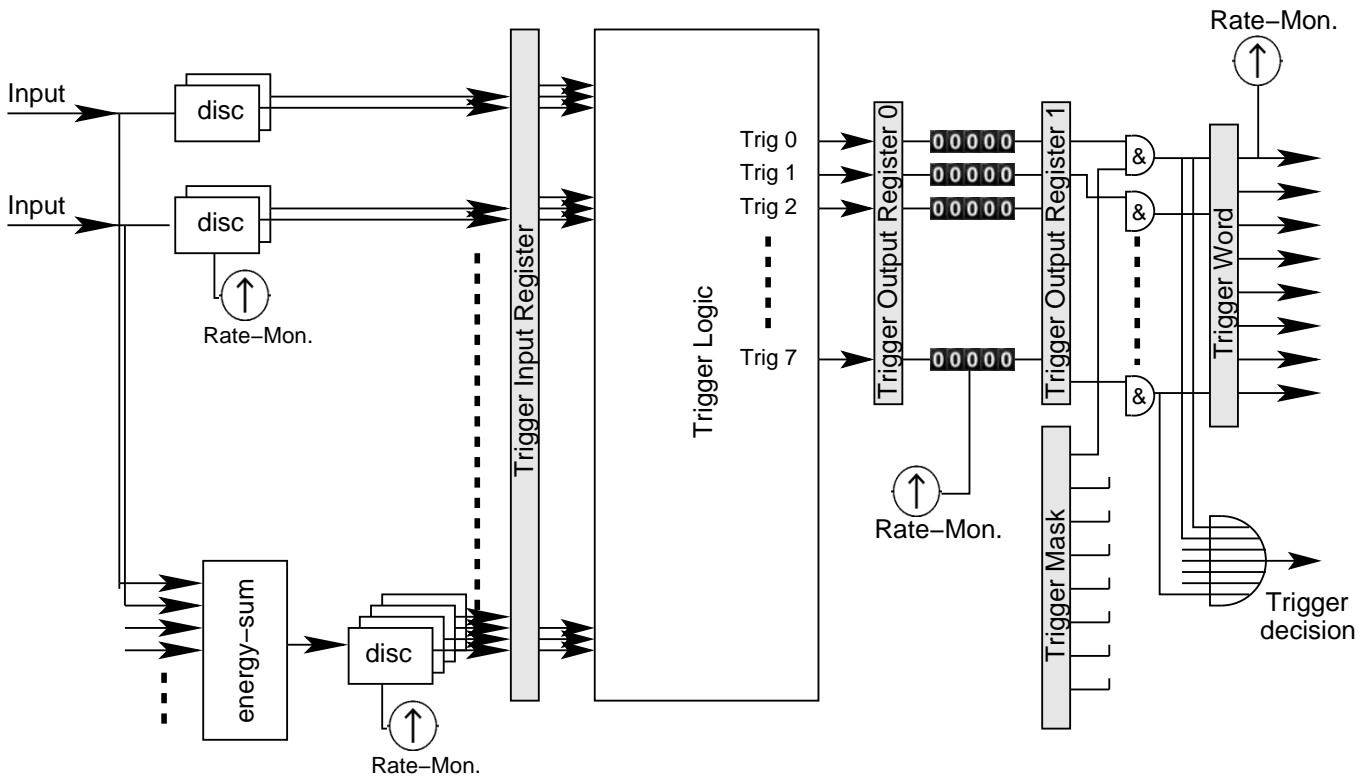 Rate−Mon.
Input
disc
Input
disc
Rate−Mon.
energy−sum
disc
Rate−Mon.
Trigger Input Register
Trigger Logic
Trig 0
Trig 1
Trig 2
Trig 7
Trigger Output Register 0
00000
00000
00000
00000
Rate−Mon.
Trigger Output Register 1
Trigger Mask
&
&
&
Trigger Word
Trigger
decision